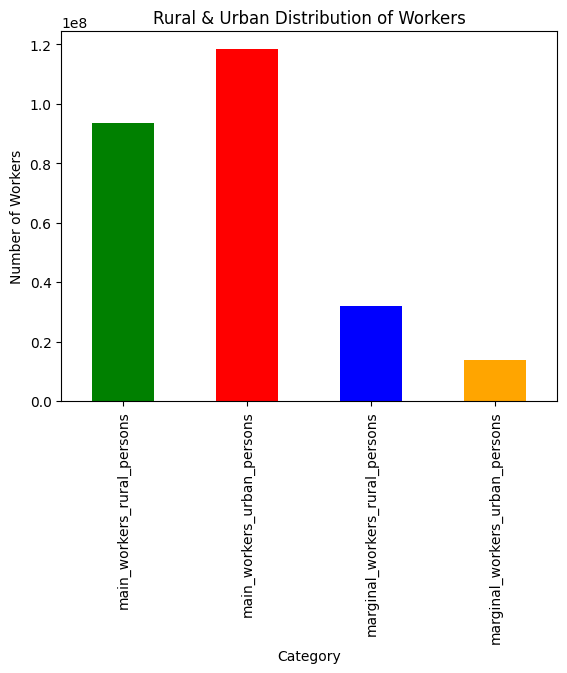 Rural & Urban Distribution of Workers
1e8
1.2
1.0
0.8
0.6
0.4
0.2
0.0
Number of Workers
main_workers_rural_persons
main_workers_urban_persons
marginal_workers_rural_persons
marginal_workers_urban_persons
Category